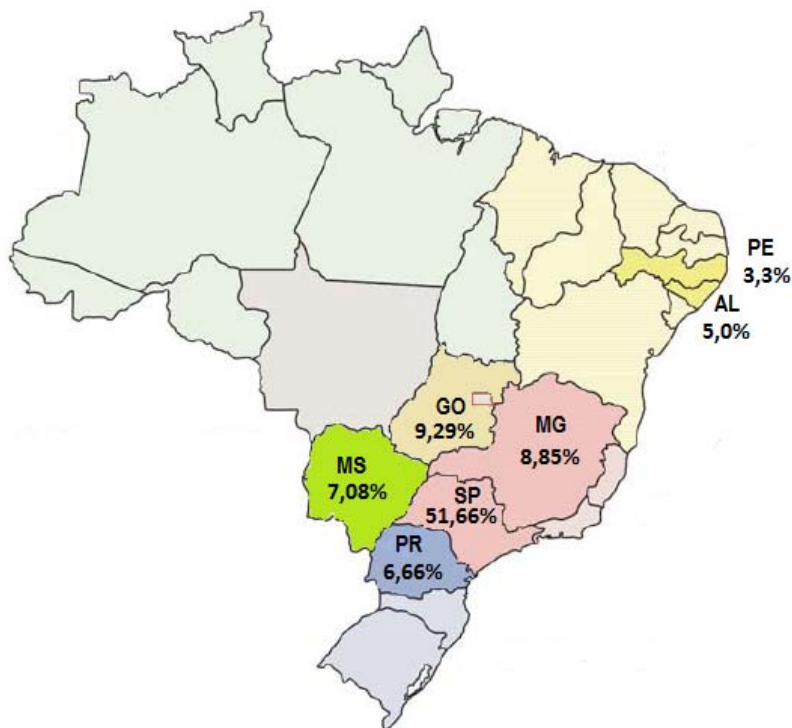 PE
3,3%
AL
5,0%
GO
9,29%
MG
8,85%
MS
7,08%
SP
51,66%
PR
6,66%